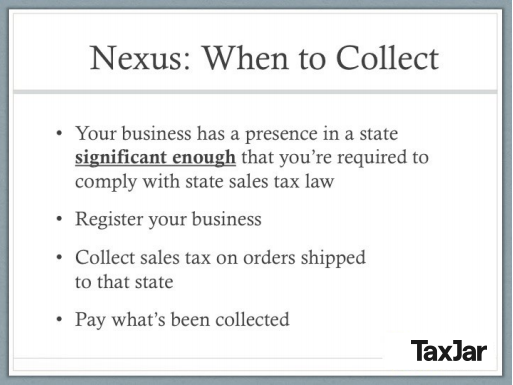 Nexus: When to Collect
• Your business has a presence in a state
significant enough that you're required to
comply with state sales tax law
• Register your business
• Collect sales tax on orders shipped
to that state
• Pay what's been collected
TaxJar